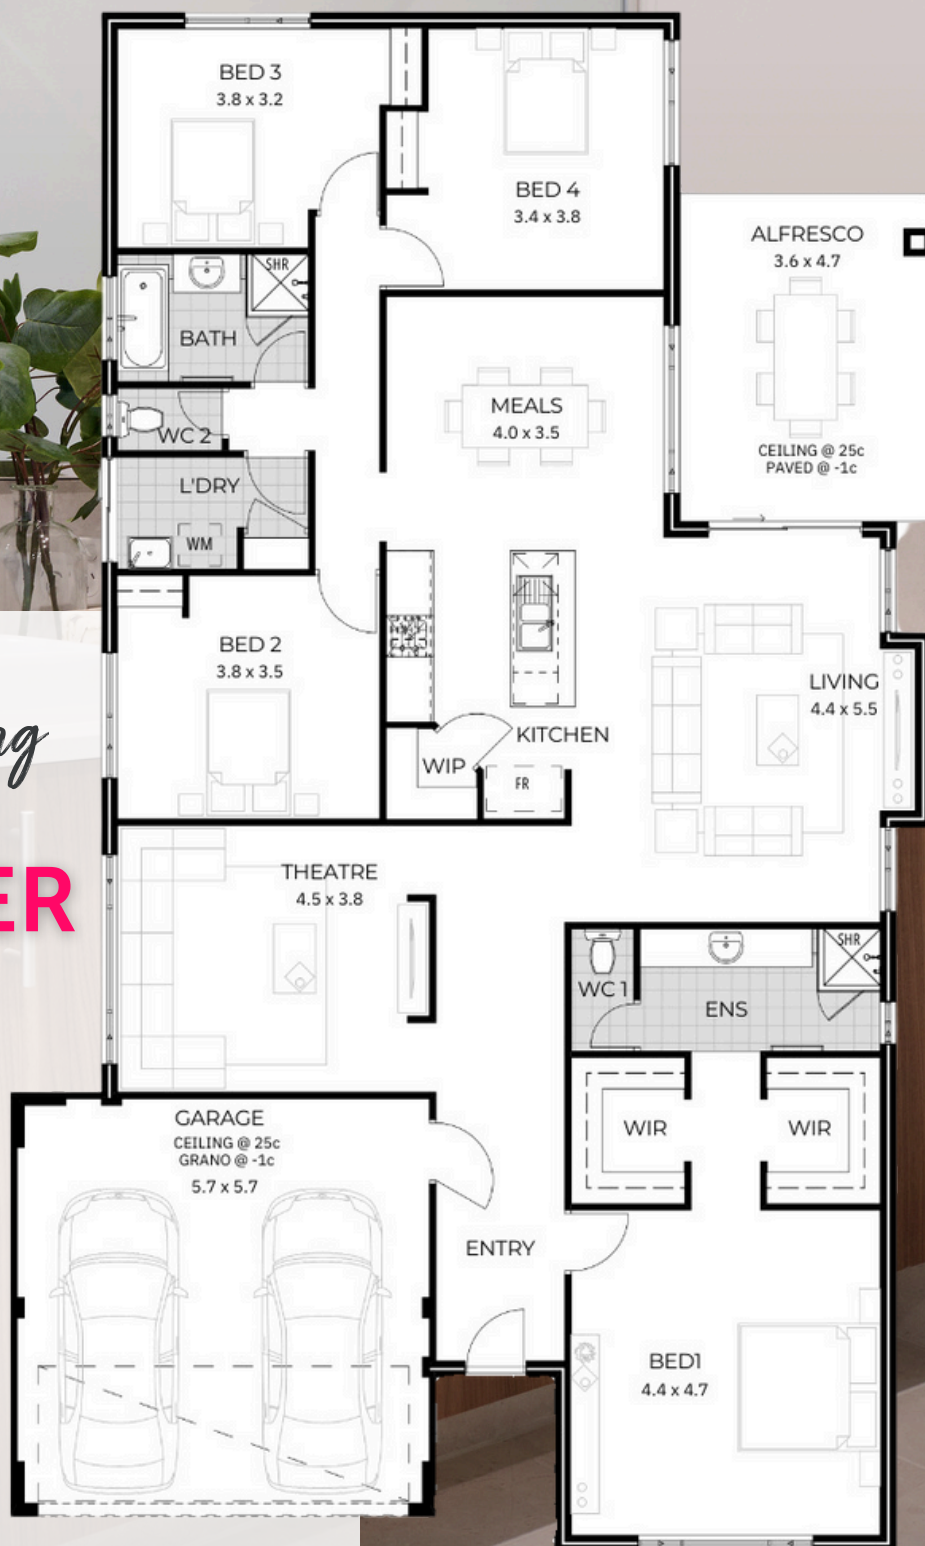 BED 3
3.8 x 3.2
BED 4
3.4 x 3.8
ALFRESCO
3.6 x 4.7
CEILING @ 25c
PAVED @ -1c
SHR
BATH
MEALS
4.0 x 3.5
WC 2
L'DRY
WM
BED 2
3.8 x 3.5
LIVING
4.4 x 5.5
KITCHEN
WIP
FR
THEATRE
4.5 x 3.8
SHR
WC 1
ENS
WIR
WIR
GARAGE
CEILING @ 25c
GRANO @ -1c
5.7 x 5.7
ENTRY
BED1
4.4 x 4.7